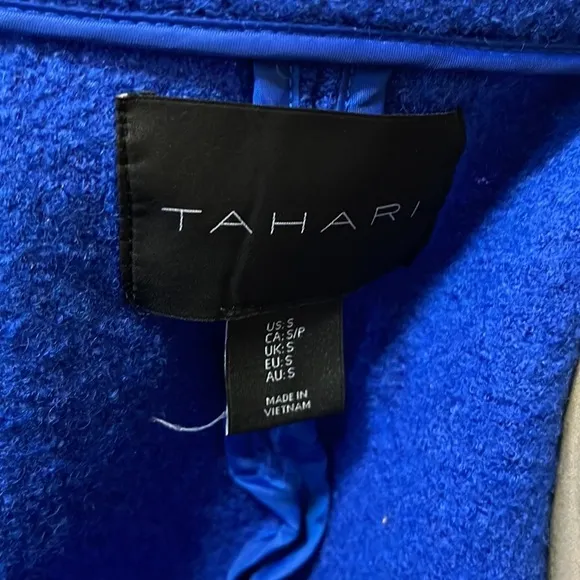 TAHARI
US: S
CA: S/P
UK: S
EU: S
AU: S
MADE IN
VIETNAM